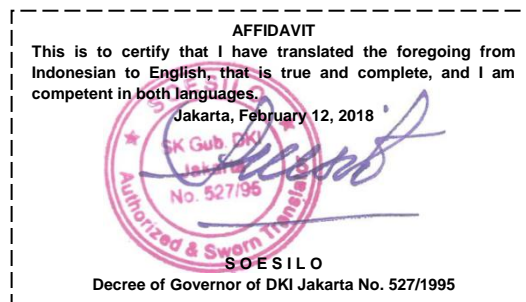 AFFIDAVIT
This is to certify that I have translated the foregoing from
Indonesian to English, that is true and complete, and I am
competent in both languages.
Jakarta, February 12, 2018
SOESILO
SK Gub. DKI
Jakarta
No. 527/95
Authorized & Sworn Translator
S O E S I L O
Decree of Governor of DKI Jakarta No. 527/1995